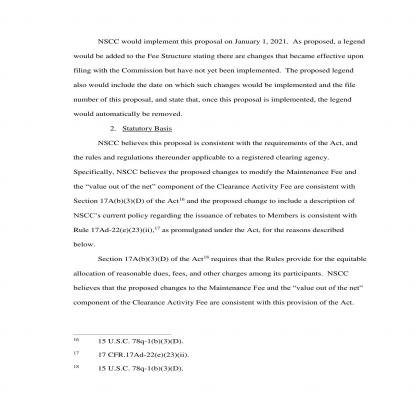 NSCC would implement this proposal on January 1, 2021.  As proposed, a legend
would be added to the Fee Structure stating there are changes that became effective upon
filing with the Commission but have not yet been implemented.  The proposed legend
also would include the date on which such changes would be implemented and the file
number of this proposal, and state that, once this proposal is implemented, the legend
would automatically be removed.
2. Statutory Basis
NSCC believes this proposal is consistent with the requirements of the Act, and
the rules and regulations thereunder applicable to a registered clearing agency.
Specifically, NSCC believes the proposed changes to modify the Maintenance Fee and
the “value out of the net” component of the Clearance Activity Fee are consistent with
Section 17A(b)(3)(D) of the Act16 and the proposed change to include a description of
NSCC’s current policy regarding the issuance of rebates to Members is consistent with
Rule 17Ad-22(e)(23)(ii),17 as promulgated under the Act, for the reasons described
below.
Section 17A(b)(3)(D) of the Act18 requires that the Rules provide for the equitable
allocation of reasonable dues, fees, and other charges among its participants.  NSCC
believes that the proposed changes to the Maintenance Fee and the “value out of the net”
component of the Clearance Activity Fee are consistent with this provision of the Act.
16 15 U.S.C. 78q-1(b)(3)(D).
17 17 CFR.17Ad-22(e)(23)(ii).
18 15 U.S.C. 78q-1(b)(3)(D).